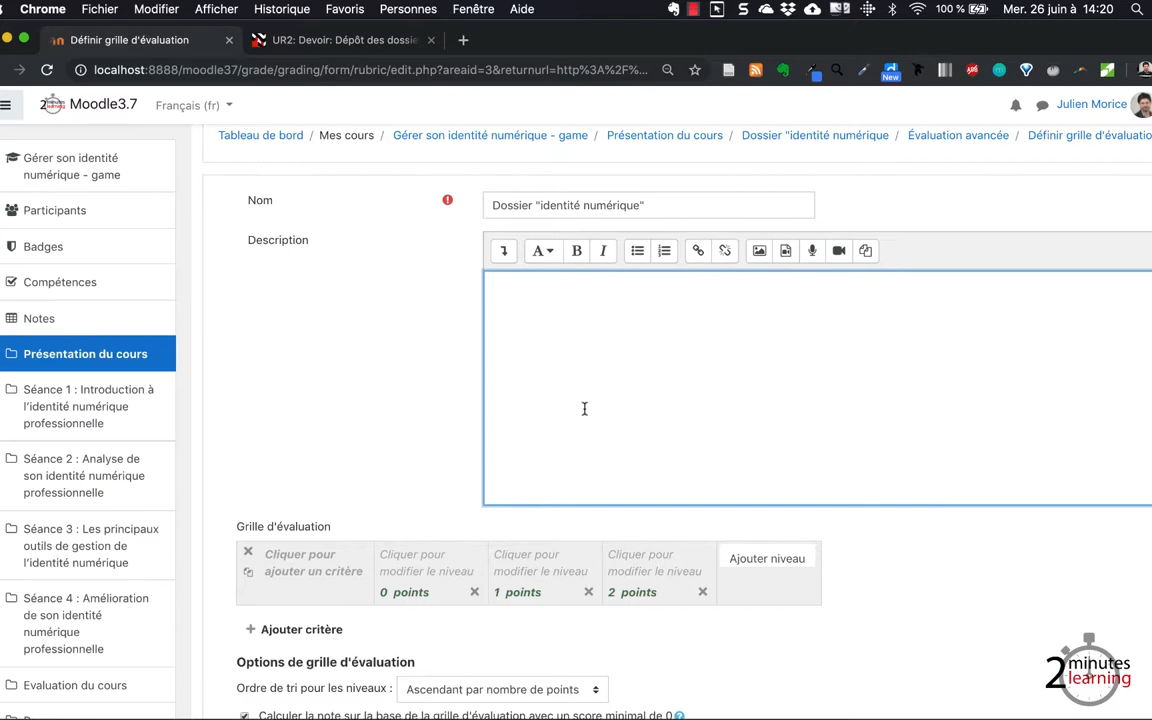 Chrome Fichier Modifier Afficher Historique Favoris Personnes Fenêtre Aide 100 % Mer. 26 juin à 14:20
Définir grille d'évaluation UR2: Devoir: Dépôt des dossie
localhost:8888/moodle37/grade/grading/form/rubric/edit.php?areaid=3&returnurl=http%3A%2F%...
New
2minutes learning Moodle3.7 Français (fr) Julien Morice
Tableau de bord / Mes cours / Gérer son identité numérique - game / Présentation du cours / Dossier "identité numérique / Évaluation avancée / Définir grille d'évaluatio
Gérer son identité
numérique - game
Participants
Badges
Compétences
Notes
Présentation du cours
Séance 1 : Introduction à
l'identité numérique
professionnelle
Séance 2 : Analyse de
son identité numérique
professionnelle
Séance 3 : Les principaux
outils de gestion de
l'identité numérique
Séance 4 : Amélioration
de son identité
numérique
professionnelle
Evaluation du cours
Nom
Dossier "identité numérique"
Description
A B I
Grille d'évaluation
Cliquer pour
ajouter un critère
Cliquer pour
modifier le niveau
0 points
Cliquer pour
modifier le niveau
1 points
Cliquer pour
modifier le niveau
2 points
Ajouter niveau
+ Ajouter critère
Options de grille d'évaluation
Ordre de tri pour les niveaux : Ascendant par nombre de points
Calculer la note sur la base de la grille d'évaluation avec un score minimal de 0
2minutes
learning